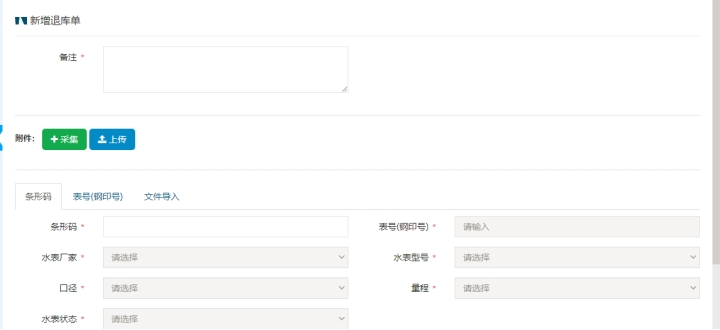 新增退库单
备注 *
附件: 采集 上传
条形码 表号(钢印号) 文件导入
条形码 * 表号(钢印号) * 请输入
水表厂家 * 请选择 水表型号 * 请选择
口径 * 请选择 量程 * 请选择
水表状态 * 请选择